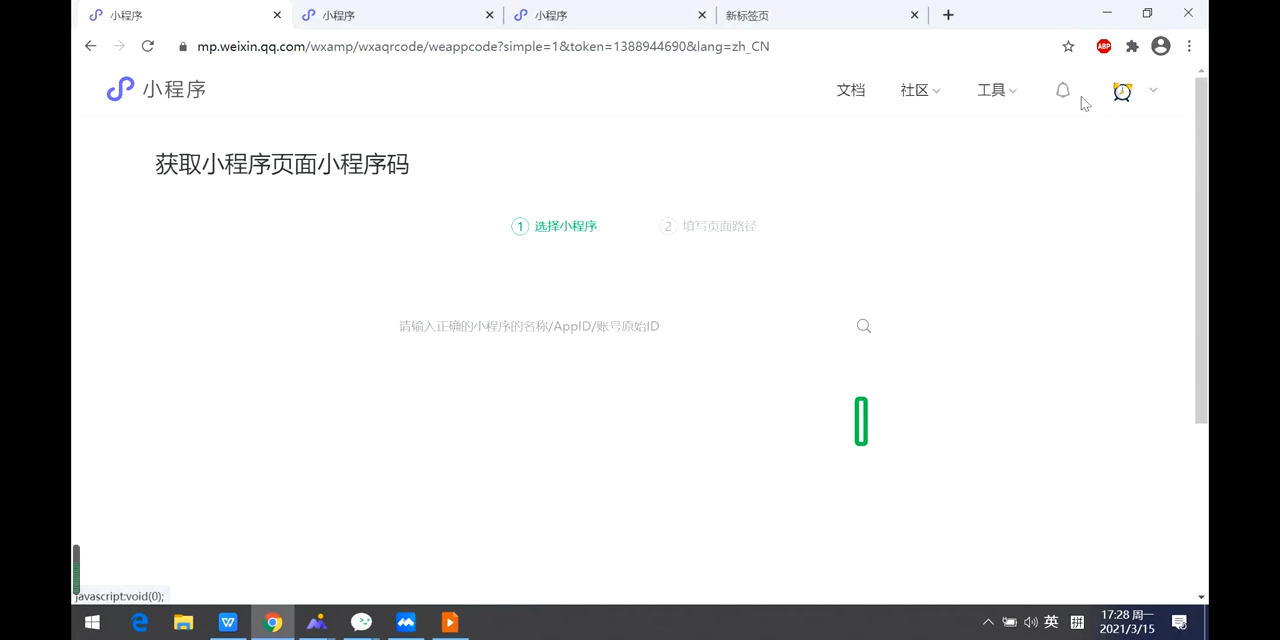 小程序
小程序
小程序
新标签页
mp.weixin.qq.com/wxamp/wxaqrcode/weappcode?simple=1&token=1388944690&lang=zh_CN
ABP
小程序
文档
社区
工具
获取小程序页面小程序码
1 选择小程序
2 填写页面路径
请输入正确的小程序的名称/AppID/账号原始ID
javascript:void(0);
英
拼
17:28 周一
2021/3/15